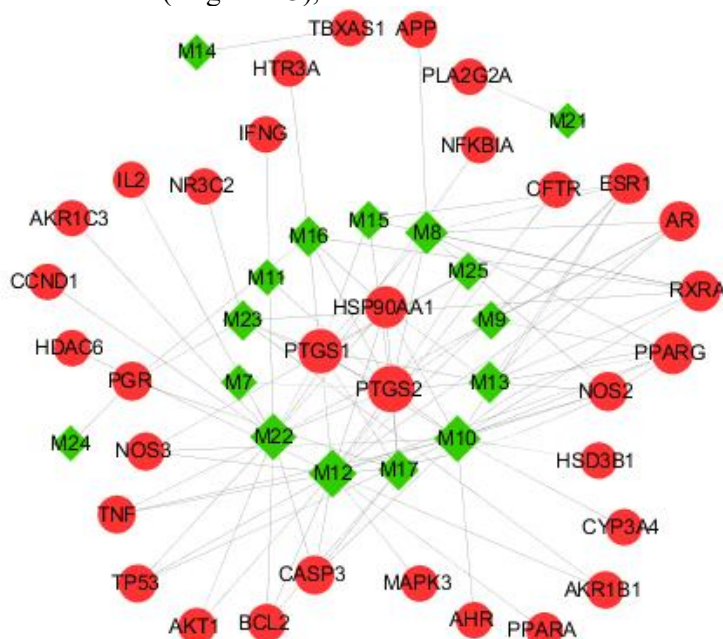 TBXAS1
APP
M14
HTR3A
PLA2G2A
M21
IFNG
NFKBIA
IL2
NR3C2
CFTR
ESR1
AKR1C3
M15
M8
AR
M16
CCND1
M11
M25
RXRA
HSP90AA1
M23
M9
HDAC6
PTGS1
PPARG
PGR
M7
PTGS2
M13
NOS2
M24
NOS3
M22
M10
M12
M17
HSD3B1
TNF
CYP3A4
TP53
CASP3
MAPK3
AKR1B1
AKT1
BCL2
AHR
PPARA